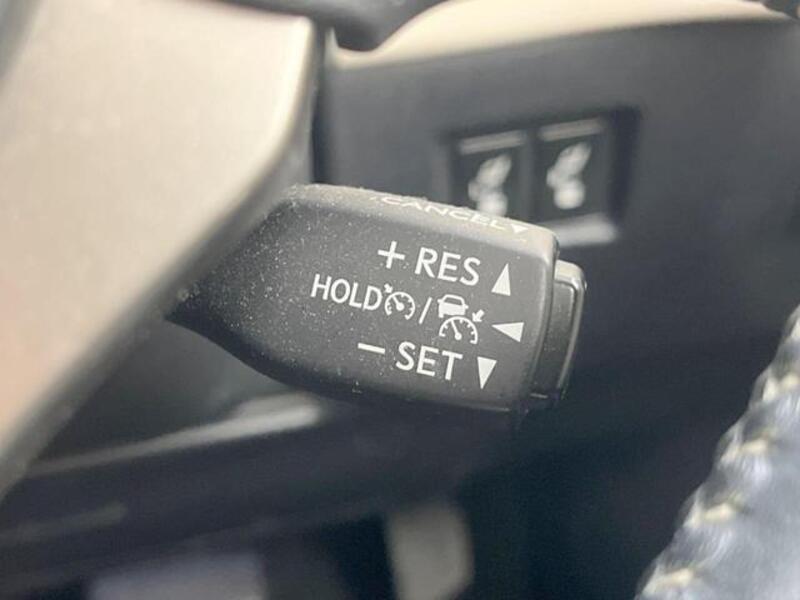 CANCEL▼
+ RES ▲
HOLD / ◀
− SET ▼